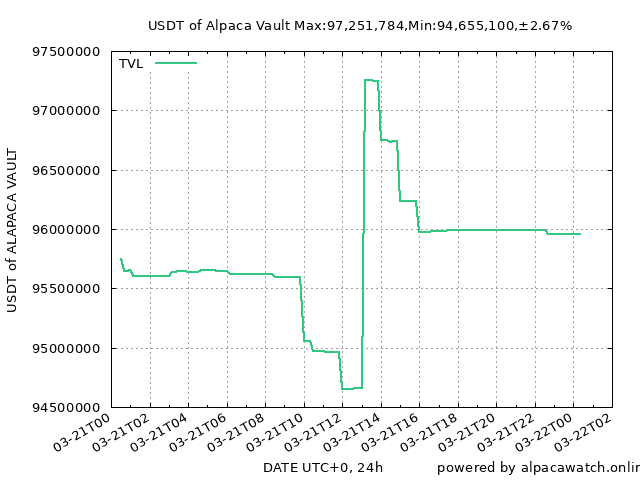 USDT of Alpaca Vault Max:97,251,784,Min:94,655,100,±2.67%
97500000
TVL
97000000
96500000
96000000
95500000
95000000
94500000
USDT of ALAPACA VAULT
03-21T00
03-21T02
03-21T04
03-21T06
03-21T08
03-21T10
03-21T12
03-21T14
03-21T16
03-21T18
03-21T20
03-21T22
03-22T00
03-22T02
DATE UTC+0, 24h
powered by alpacawatch.onlin